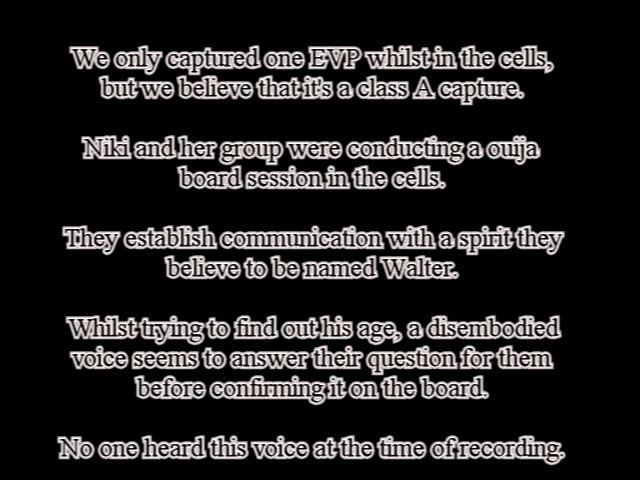 We only captured one EVP whilst in the cells,
but we believe that it's a class A capture.
Niki and her group were conducting a ouija
board session in the cells.
They establish communication with a spirit they
believe to be named Walter.
Whilst trying to find out his age, a disembodied
voice seems to answer their question for them
before confirming it on the board.
No one heard this voice at the time of recording.